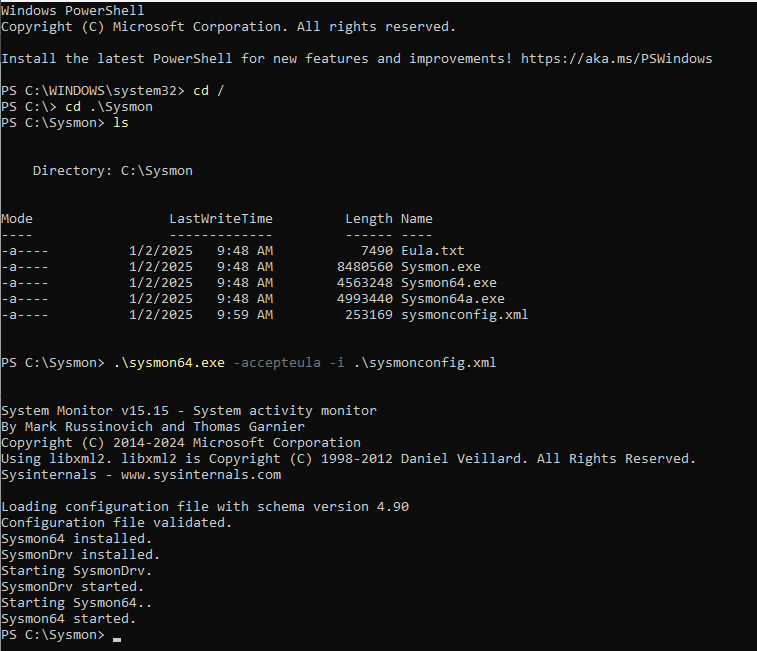 Windows PowerShell
Copyright (C) Microsoft Corporation. All rights reserved.
Install the latest PowerShell for new features and improvements! https://aka.ms/PSWindows
PS C:\WINDOWS\system32> cd /
PS C:\> cd .\Sysmon
PS C:\Sysmon> ls
    Directory: C:\Sysmon
Mode                 LastWriteTime         Length Name
----                 -------------         ------ ----
-a----          1/2/2025   9:48 AM           7490 Eula.txt
-a----          1/2/2025   9:48 AM        8480560 Sysmon.exe
-a----          1/2/2025   9:48 AM        4563248 Sysmon64.exe
-a----          1/2/2025   9:48 AM        4993440 Sysmon64a.exe
-a----          1/2/2025   9:59 AM         253169 sysmonconfig.xml
PS C:\Sysmon> .\sysmon64.exe -accepteula -i .\sysmonconfig.xml
System Monitor v15.15 - System activity monitor
By Mark Russinovich and Thomas Garnier
Copyright (C) 2014-2024 Microsoft Corporation
Using libxml2. libxml2 is Copyright (C) 1998-2012 Daniel Veillard. All Rights Reserved.
Sysinternals - www.sysinternals.com
Loading configuration file with schema version 4.90
Configuration file validated.
Sysmon64 installed.
SysmonDrv installed.
Starting SysmonDrv.
SysmonDrv started.
Starting Sysmon64..
Sysmon64 started.
PS C:\Sysmon>